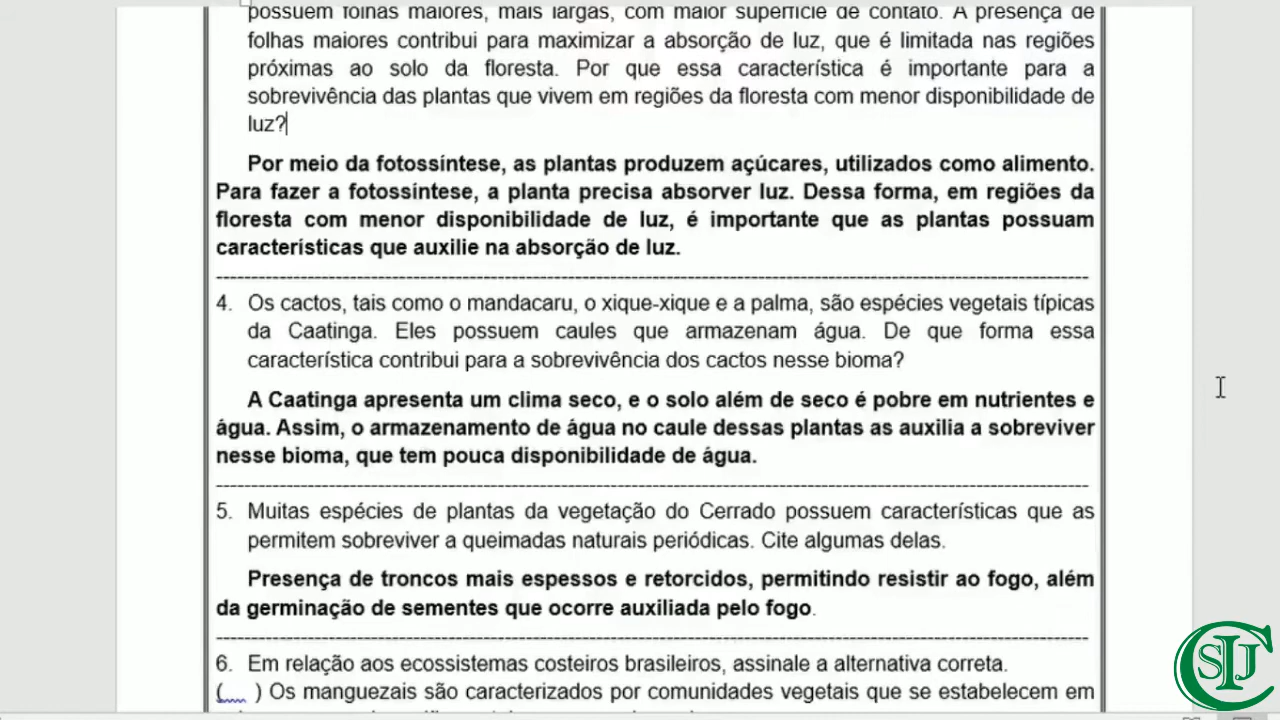 possuem folhas maiores, mais largas, com maior superfície de contato. A presença de
folhas maiores contribui para maximizar a absorção de luz, que é limitada nas regiões
próximas ao solo da floresta. Por que essa característica é importante para a
sobrevivência das plantas que vivem em regiões da floresta com menor disponibilidade de
luz?
Por meio da fotossíntese, as plantas produzem açúcares, utilizados como alimento.
Para fazer a fotossíntese, a planta precisa absorver luz. Dessa forma, em regiões da
floresta com menor disponibilidade de luz, é importante que as plantas possuam
características que auxilie na absorção de luz.
4. Os cactos, tais como o mandacaru, o xique-xique e a palma, são espécies vegetais típicas
da Caatinga. Eles possuem caules que armazenam água. De que forma essa
característica contribui para a sobrevivência dos cactos nesse bioma?
A Caatinga apresenta um clima seco, e o solo além de seco é pobre em nutrientes e
água. Assim, o armazenamento de água no caule dessas plantas as auxilia a sobreviver
nesse bioma, que tem pouca disponibilidade de água.
5. Muitas espécies de plantas da vegetação do Cerrado possuem características que as
permitem sobreviver a queimadas naturais periódicas. Cite algumas delas.
Presença de troncos mais espessos e retorcidos, permitindo resistir ao fogo, além
da germinação de sementes que ocorre auxiliada pelo fogo.
6. Em relação aos ecossistemas costeiros brasileiros, assinale a alternativa correta.
(.... ) Os manguezais são caracterizados por comunidades vegetais que se estabelecem em